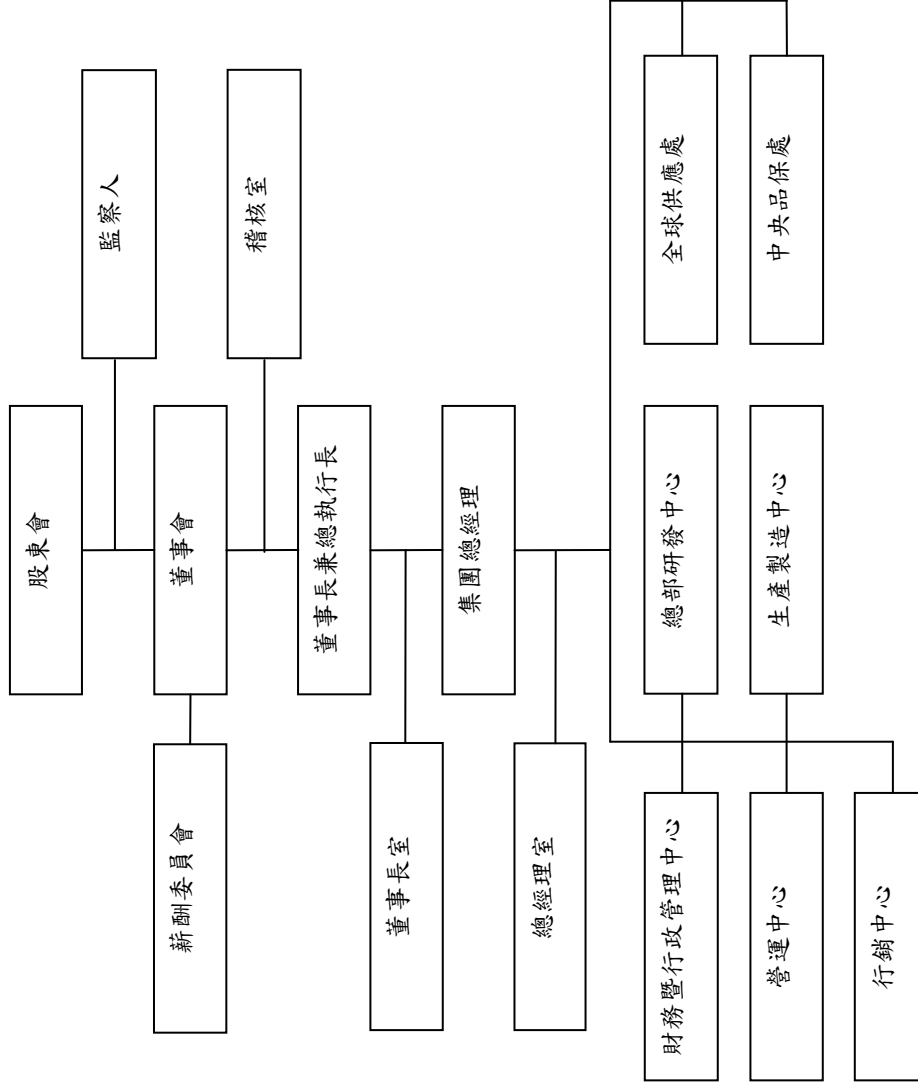 股東會
監察人
董事會
薪酬委員會
稽核室
董事長兼總執行長
董事長室
集團總經理
總經理室
財務暨行政管理中心
總部研發中心
全球供應處
營運中心
生產製造中心
中央品保處
行銷中心